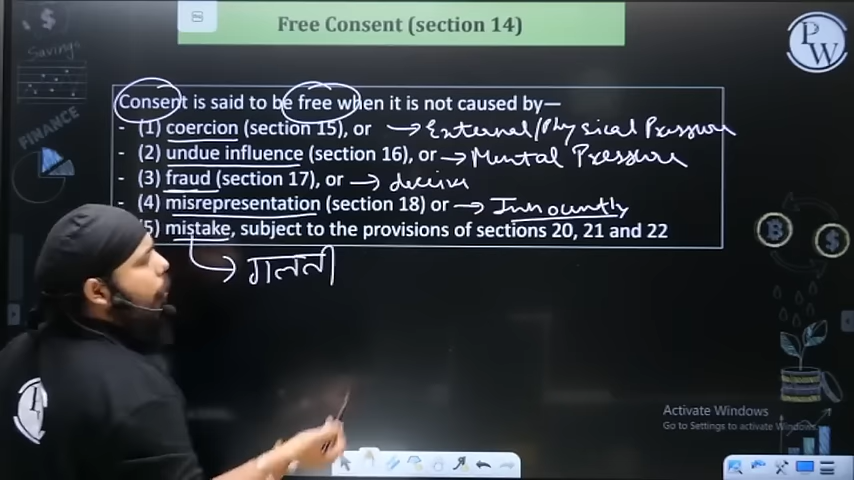 Free Consent (section 14)
PW
Savings
FINANCE
Consent is said to be free when it is not caused by—
- (1) coercion (section 15), or → External/Physical Pressure
- (2) undue influence (section 16), or → Mental Pressure
- (3) fraud (section 17), or →
- (4) misrepresentation (section 18) or → Innocently
(5) mistake, subject to the provisions of sections 20, 21 and 22
गलती
Activate Windows
Go to Settings to activate Windows.